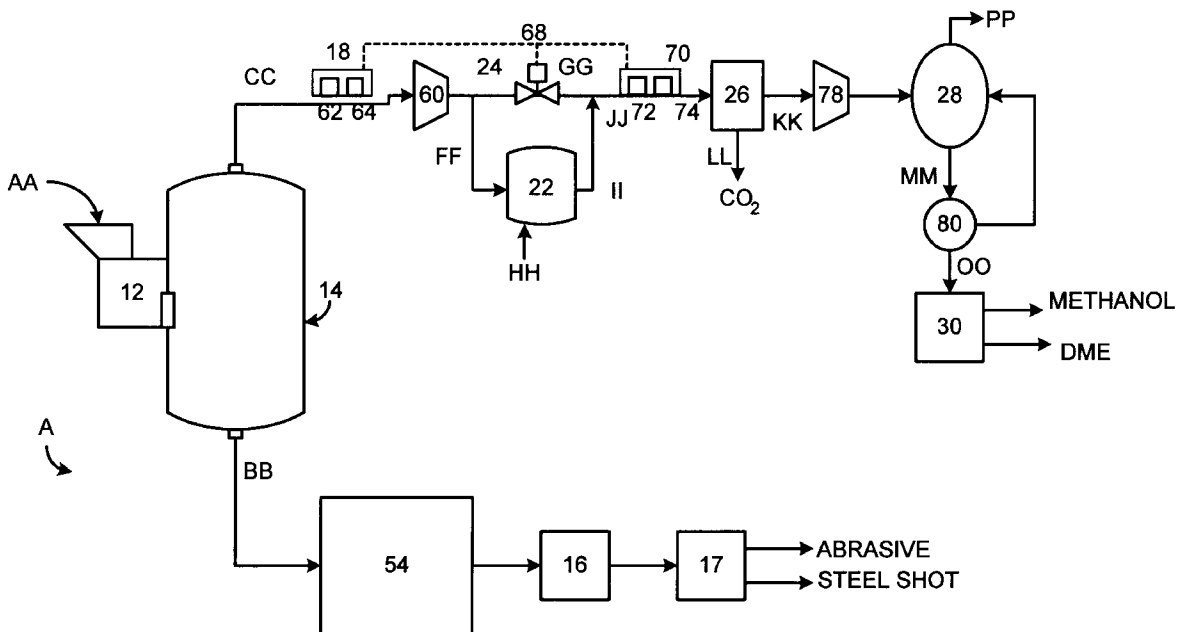 PP
68
18
70
CC
24
GG
60
62
64
JJ
72
74
26
KK
78
28
FF
LL
MM
AA
22
II
CO2
80
HH
OO
12
14
METHANOL
30
DME
A
BB
54
16
17
ABRASIVE
STEEL SHOT